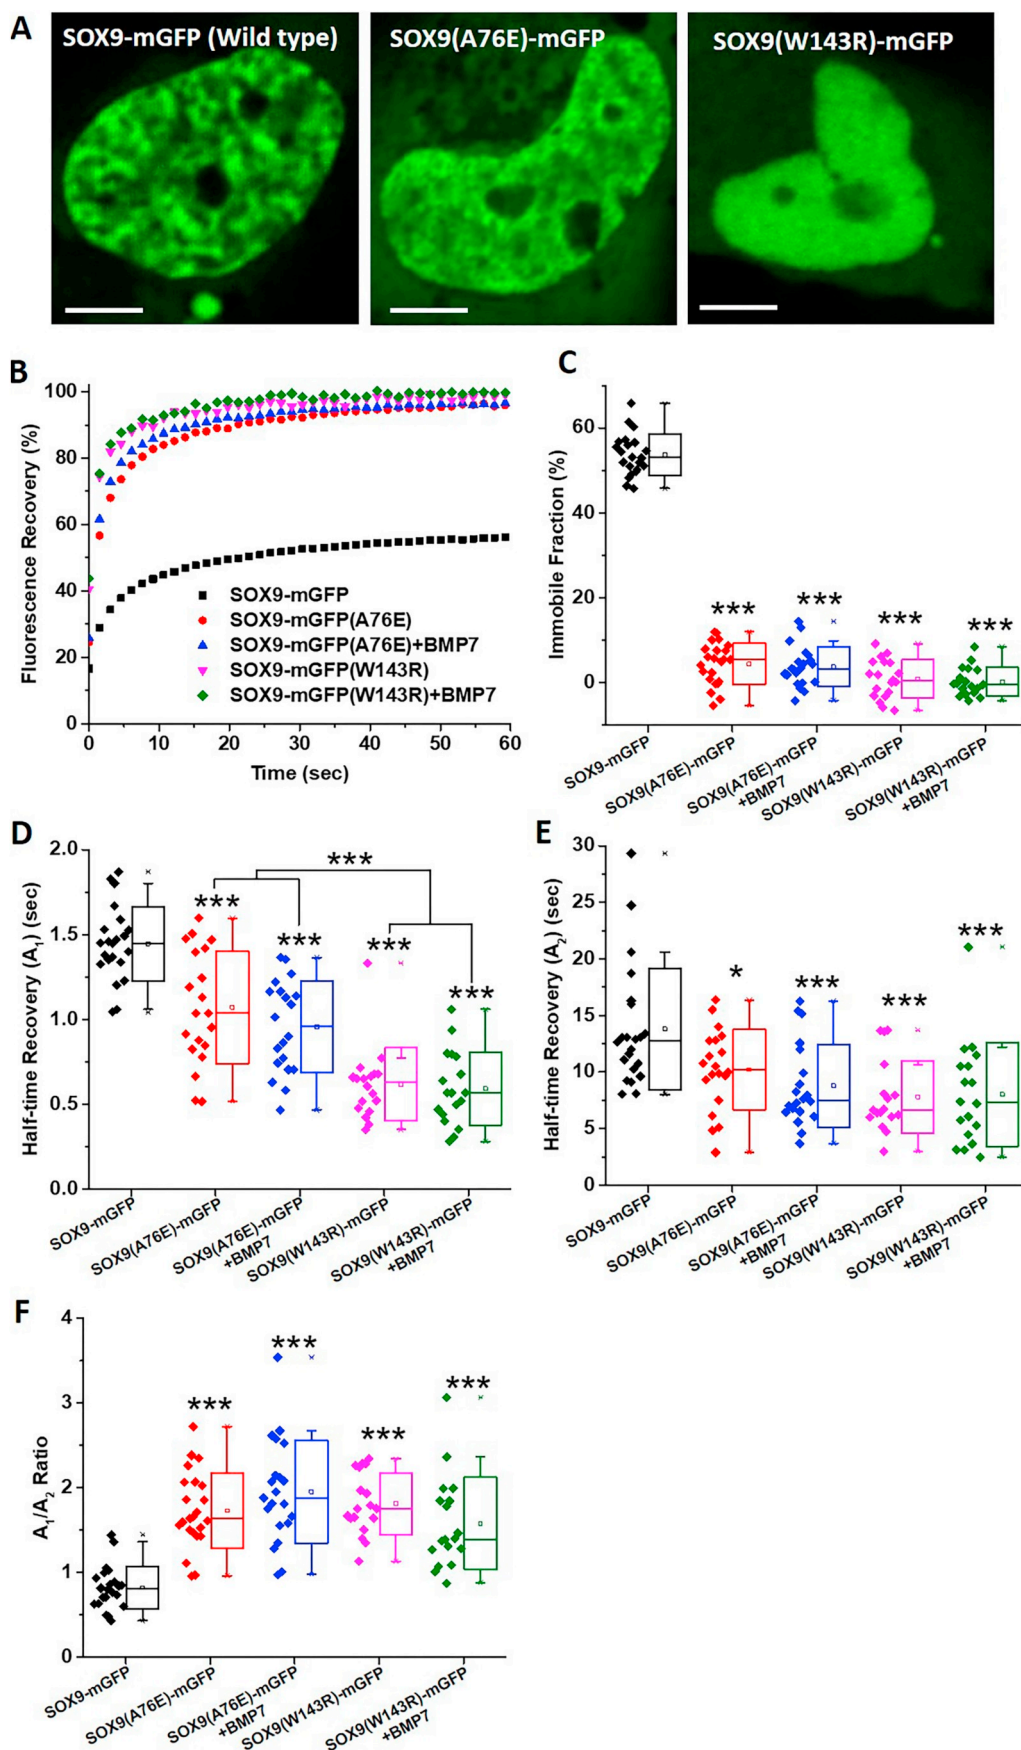 A
SOX9-mGFP (Wild type)
SOX9(A76E)-mGFP
SOX9(W143R)-mGFP
B
Fluorescence Recovery (%)
100
80
60
40
20
0
SOX9-mGFP
SOX9-mGFP(A76E)
SOX9-mGFP(A76E)+BMP7
SOX9-mGFP(W143R)
SOX9-mGFP(W143R)+BMP7
0 10 20 30 40 50 60
Time (sec)
C
Immobile Fraction (%)
60
40
20
0
***
***
***
***
SOX9-mGFP
SOX9(A76E)-mGFP
SOX9(A76E)-mGFP
+BMP7
SOX9(W143R)-mGFP
SOX9(W143R)-mGFP
+BMP7
D
Half-time Recovery (A1) (sec)
2.0
1.5
1.0
0.5
0.0
***
***
***
***
***
SOX9-mGFP
SOX9(A76E)-mGFP
SOX9(A76E)-mGFP
+BMP7
SOX9(W143R)-mGFP
SOX9(W143R)-mGFP
+BMP7
E
Half-time Recovery (A2) (sec)
30
25
20
15
10
5
0
*
***
***
***
SOX9-mGFP
SOX9(A76E)-mGFP
SOX9(A76E)-mGFP
+BMP7
SOX9(W143R)-mGFP
SOX9(W143R)-mGFP
+BMP7
F
A1/A2 Ratio
4
3
2
1
0
***
***
***
***
SOX9-mGFP
SOX9(A76E)-mGFP
SOX9(A76E)-mGFP
+BMP7
SOX9(W143R)-mGFP
SOX9(W143R)-mGFP
+BMP7